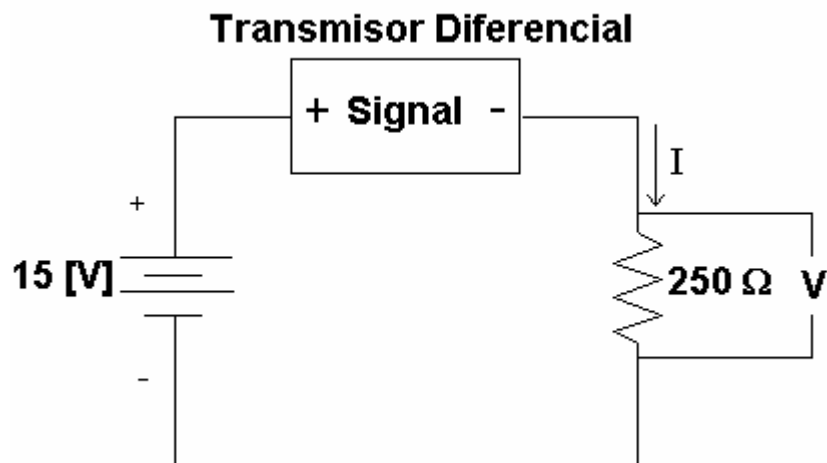 Transmisor Diferencial
+ Signal -
I
+
15 [V]
250 Ω V
-